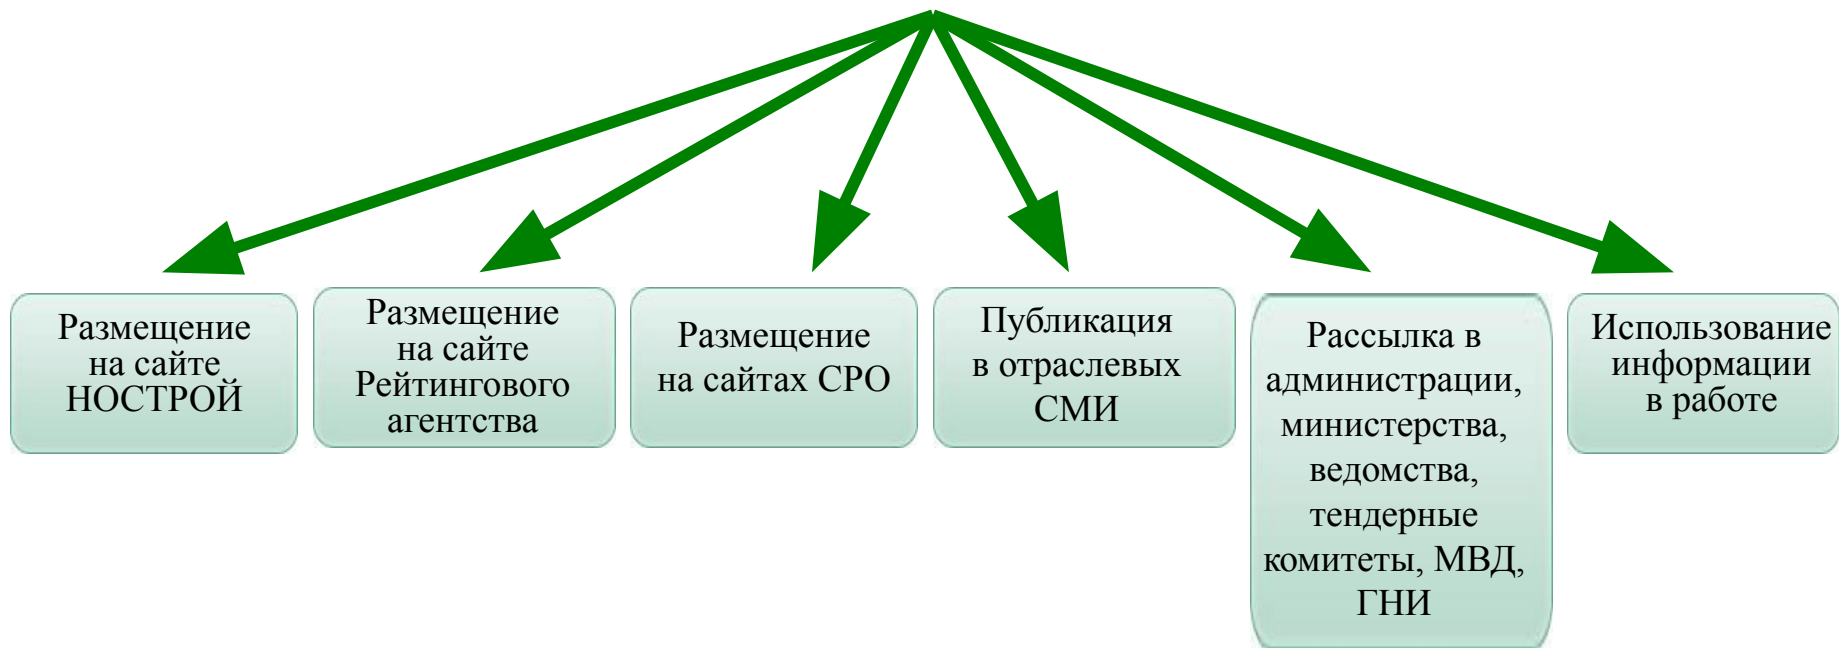 Размещение
на сайте
НОСТРОЙ
Размещение
на сайте
Рейтингового
агентства
Размещение
на сайтах СРО
Публикация
в отраслевых
СМИ
Рассылка в
администрации,
министерства,
ведомства,
тендерные
комитеты, МВД,
ГНИ
Использование
информации
в работе